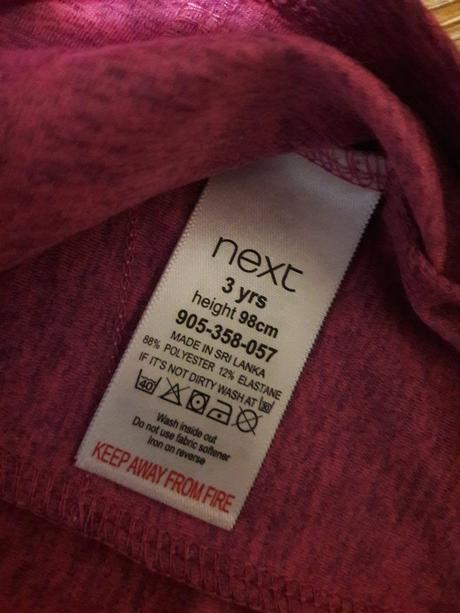 next
3 yrs
height 98cm
905-358-057
MADE IN SRI LANKA
88% POLYESTER 12% ELASTANE
IF IT'S NOT DIRTY WASH AT 30
40
Wash inside out
Do not use fabric softener
Iron on reverse
KEEP AWAY FROM FIRE